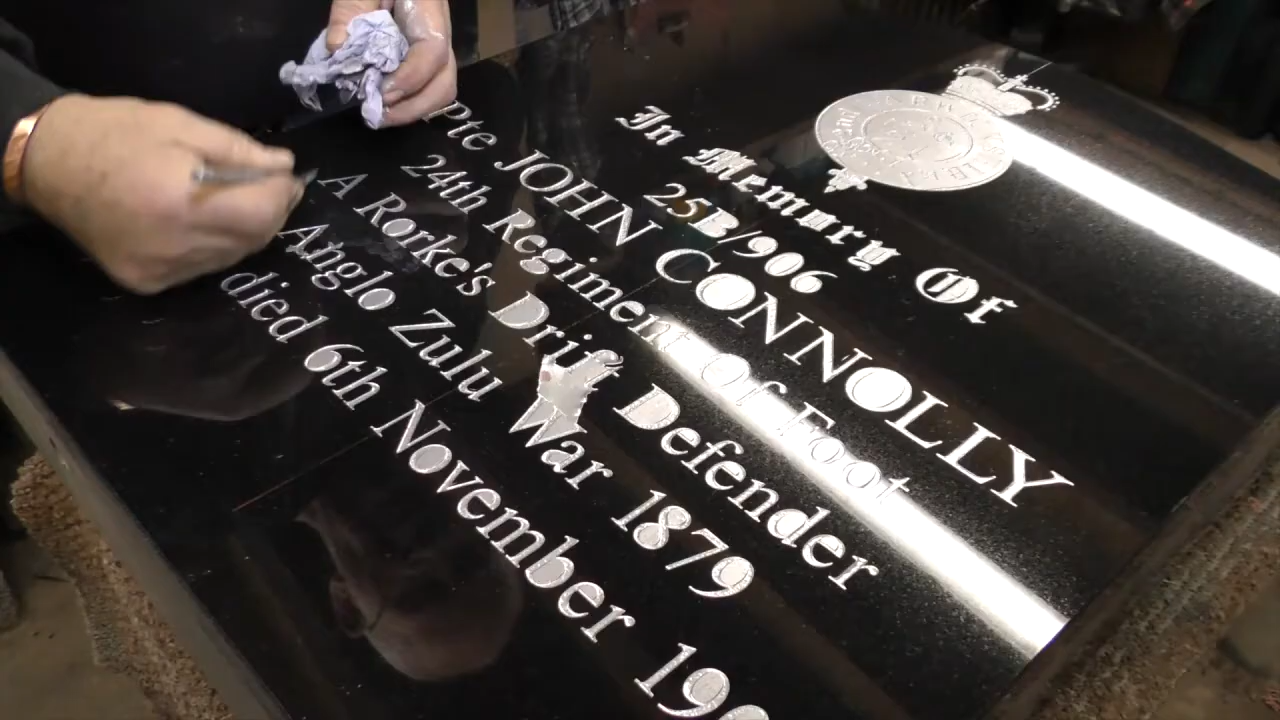 In Memory Of
25B/906
Pte JOHN CONNOLLY
24th Regiment Of Foot
A Rorke's Drift Defender
Anglo Zulu War 1879
died 6th November 190